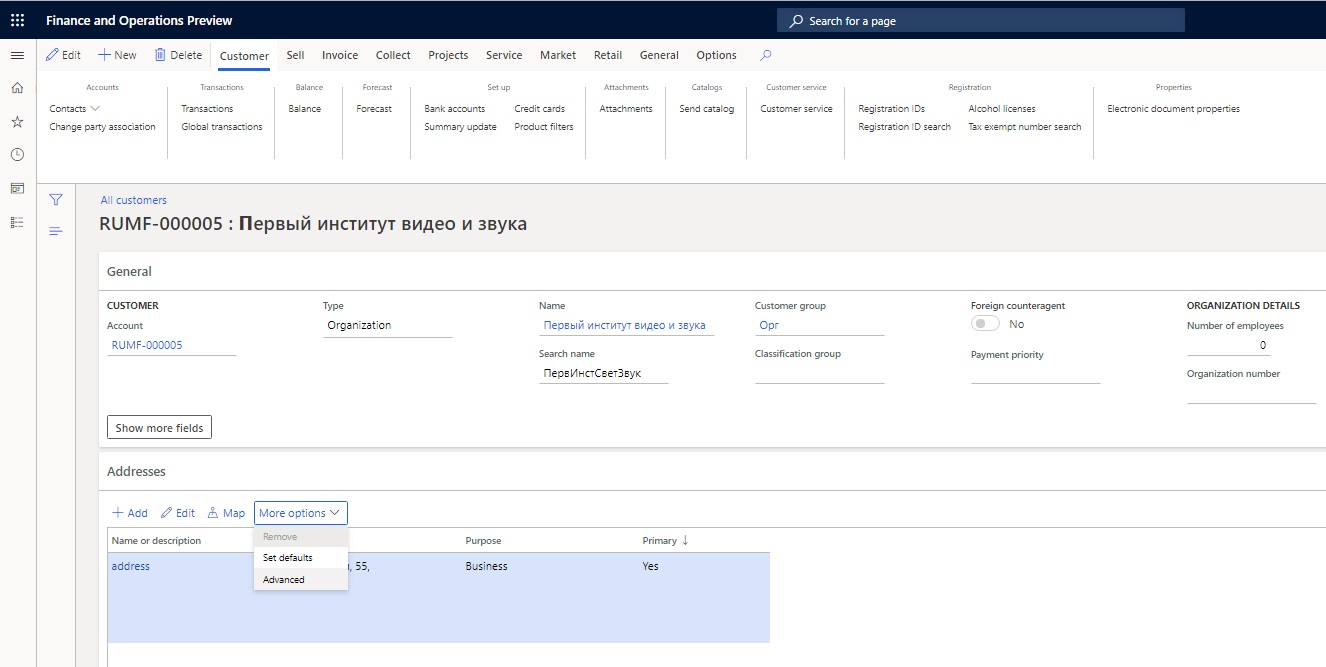 Finance and Operations Preview
Search for a page
Edit New Delete Customer Sell Invoice Collect Projects Service Market Retail General Options
Accounts Transactions Balance Forecast Set up Attachments Catalogs Customer service Registration Properties
Contacts Transactions Balance Forecast Bank accounts Credit cards Attachments Send catalog Customer service Registration IDs Alcohol licenses Electronic document properties
Change party association Global transactions Summary update Product filters Registration ID search Tax exempt number search
All customers
RUMF-000005 : Первый институт видео и звука
General
CUSTOMER Type Name Customer group Foreign counteragent ORGANIZATION DETAILS
Account Organization Первый институт видео и звука Орг No Number of employees
RUMF-000005 Search name Classification group Payment priority 0
ПервИнстСветЗвук Organization number
Show more fields
Addresses
Add Edit Map More options
Name or description Remove Purpose Primary
Set defaults
address , 55, Business Yes
Advanced